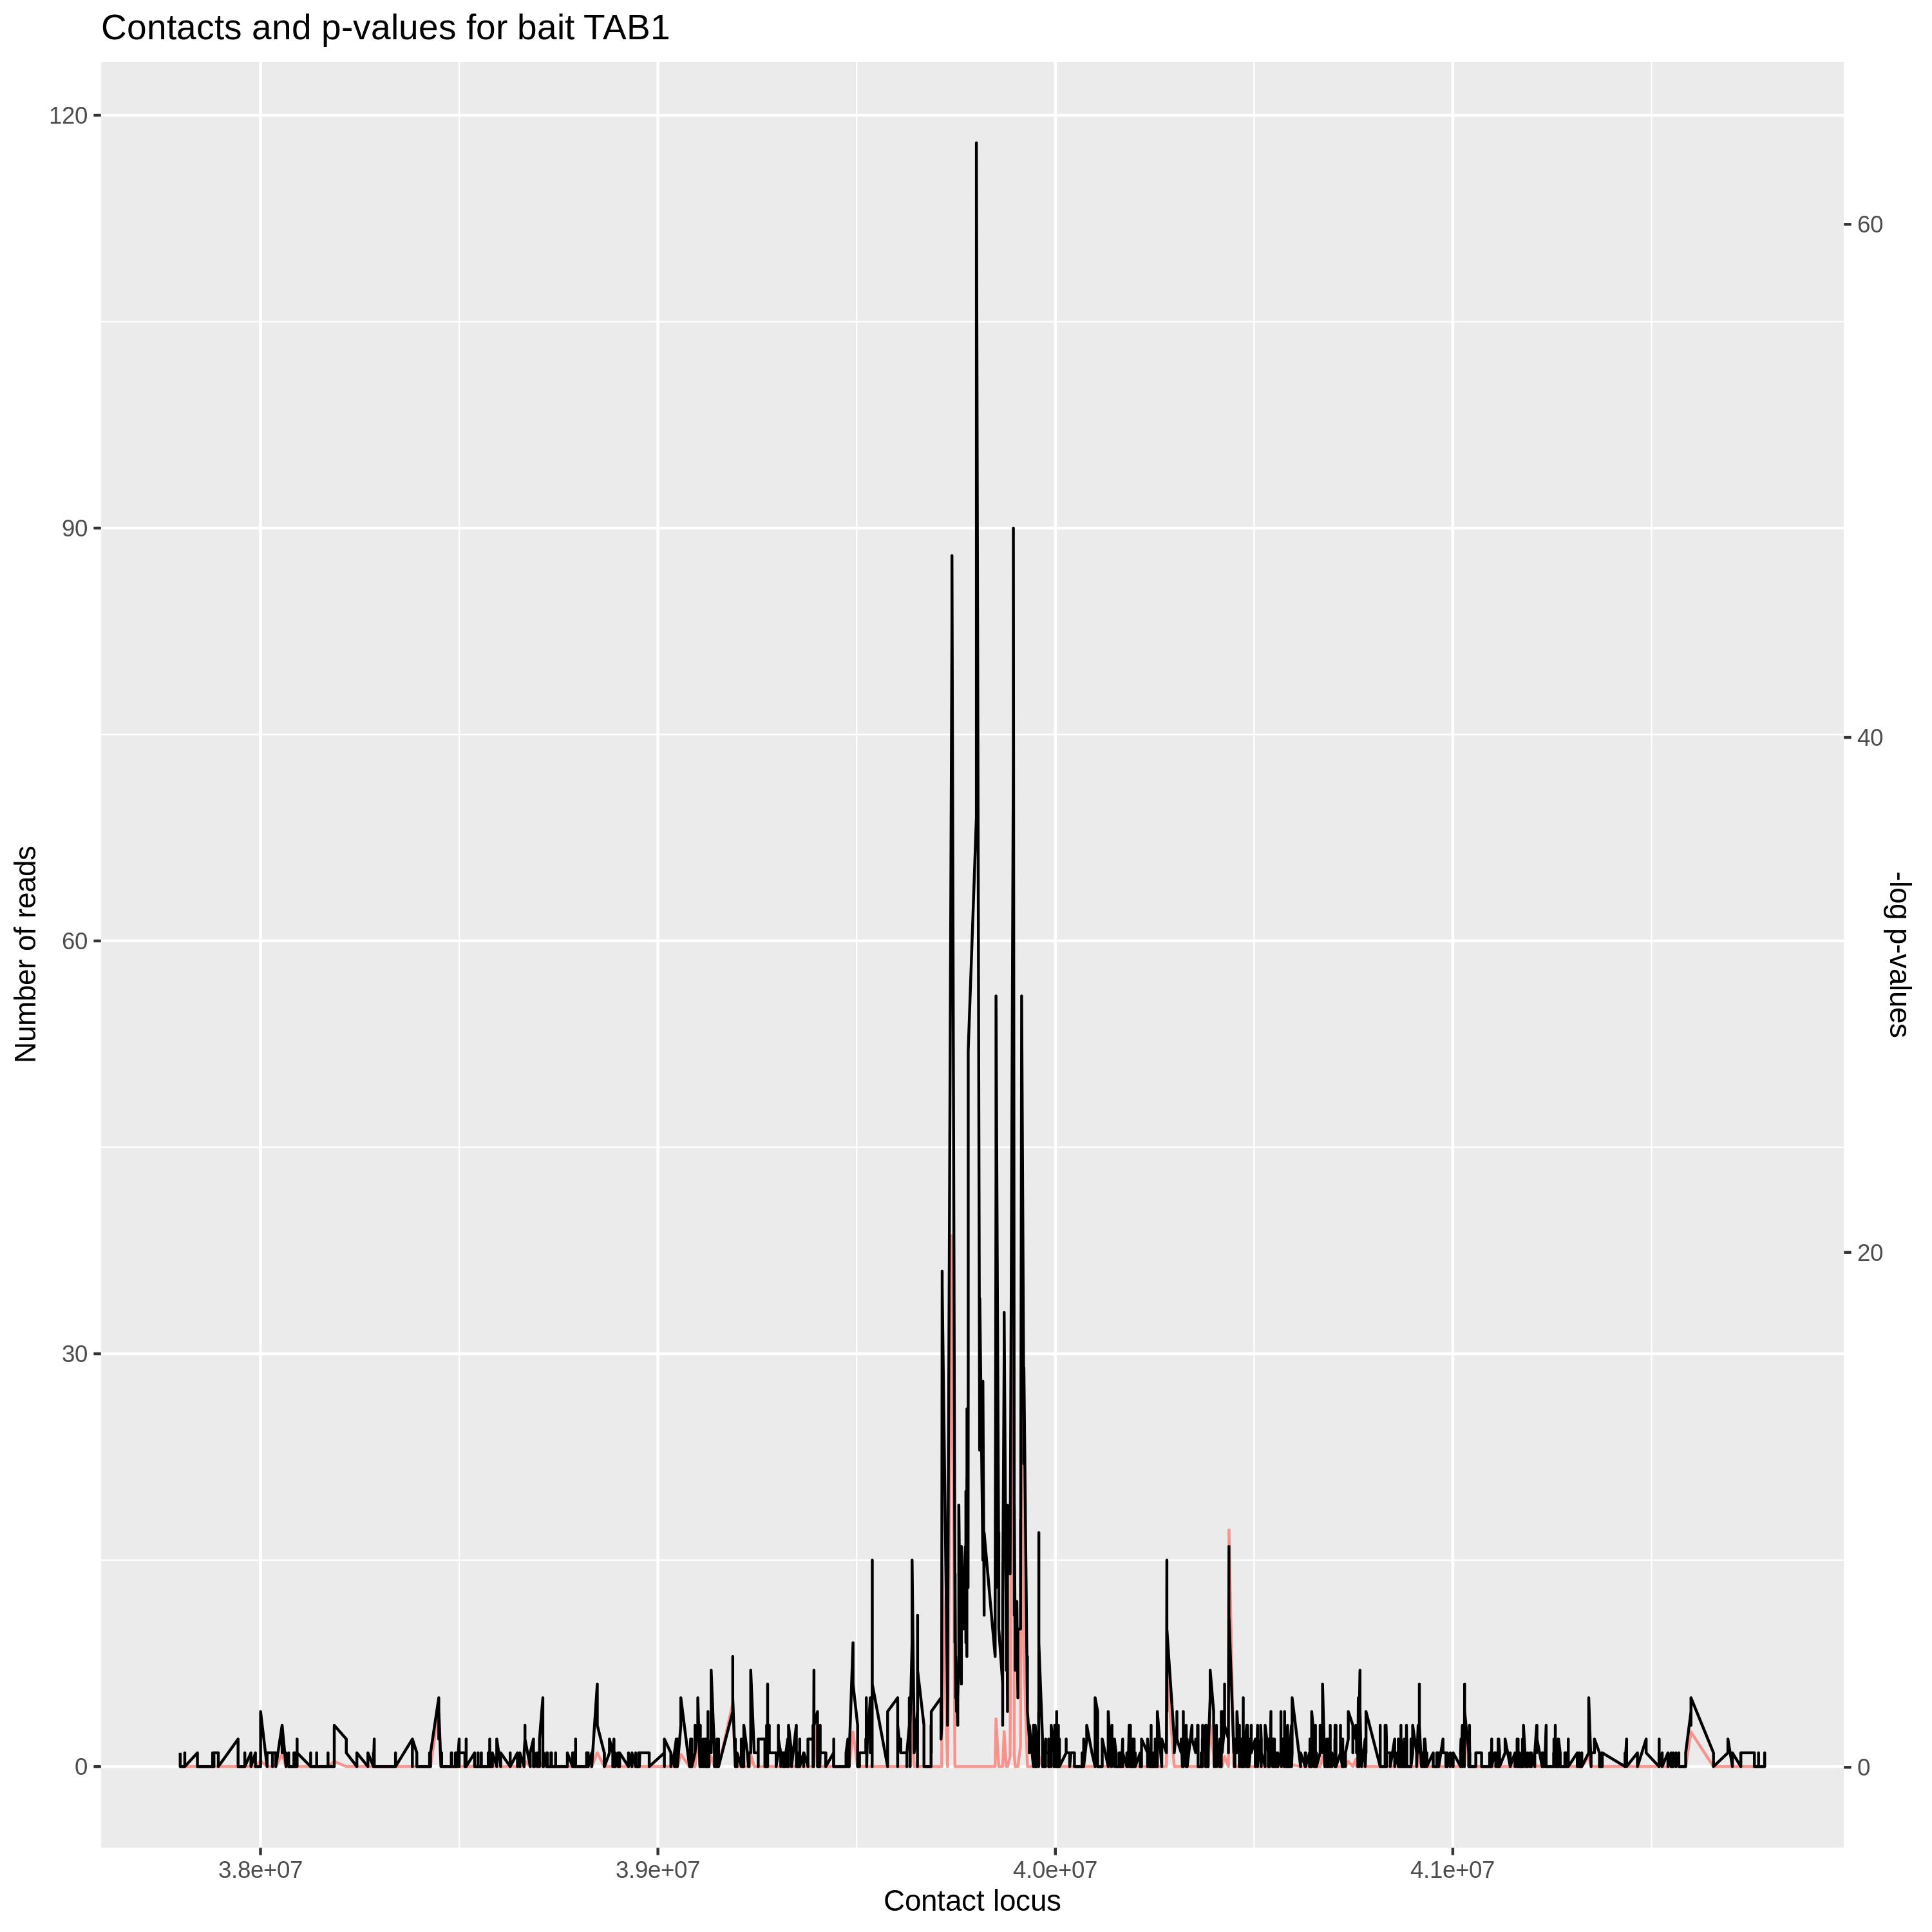 Contacts and p-values for bait TAB1
120
90
60
30
0
Number of reads
60
40
20
0
-log p-values
3.8e+07
3.9e+07
4.0e+07
4.1e+07
Contact locus